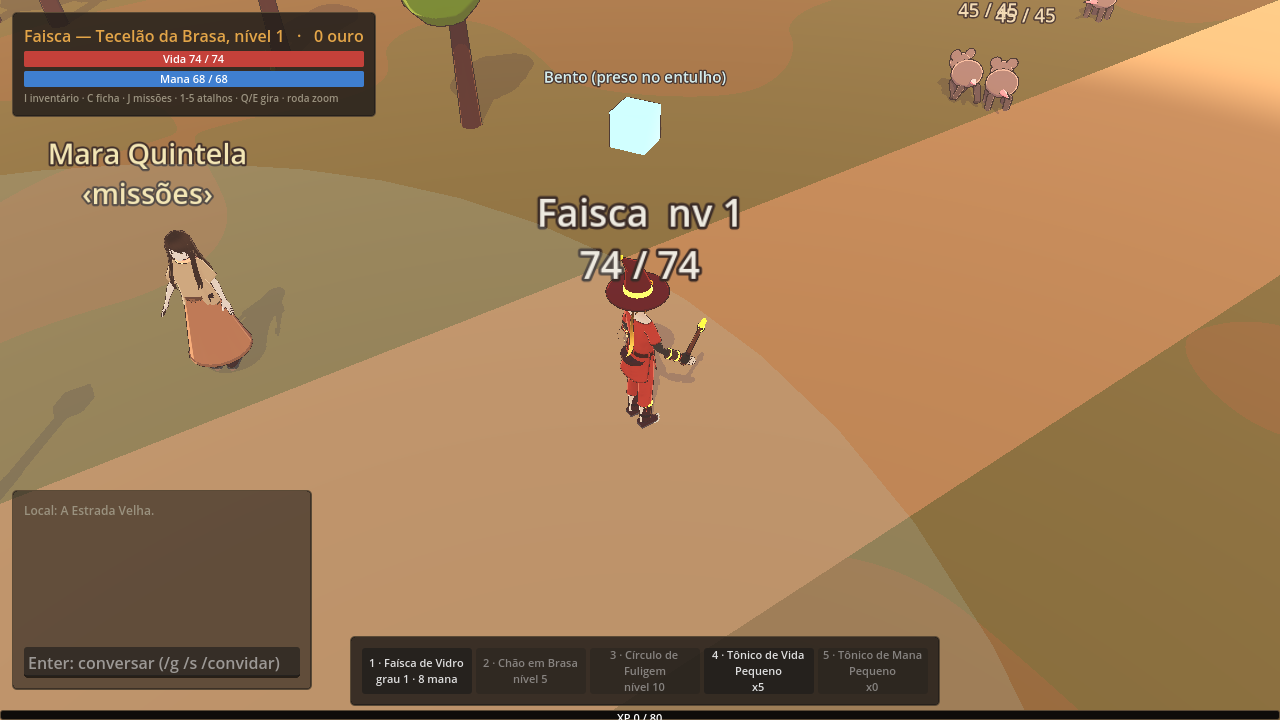 Faisca — Tecelão da Brasa, nível 1 · 0 ouro
Vida 74 / 74
Mana 68 / 68
I inventário · C ficha · J missões · 1-5 atalhos · Q/E gira · roda zoom
45 / 45
45 / 45
Bento (preso no entulho)
Mara Quintela
‹missões›
Faisca nv 1
74 / 74
Local: A Estrada Velha.
Enter: conversar (/g /s /convidar)
1 · Faísca de Vidro
grau 1 · 8 mana
2 · Chão em Brasa
nível 5
3 · Círculo de
Fuligem
nível 10
4 · Tônico de Vida
Pequeno
x5
5 · Tônico de Mana
Pequeno
x0
XP 0 / 80